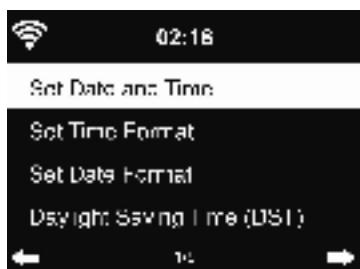 02:16
Set Date and Time
Set Time Format
Set Date Format
Daylight Saving Time (DST)